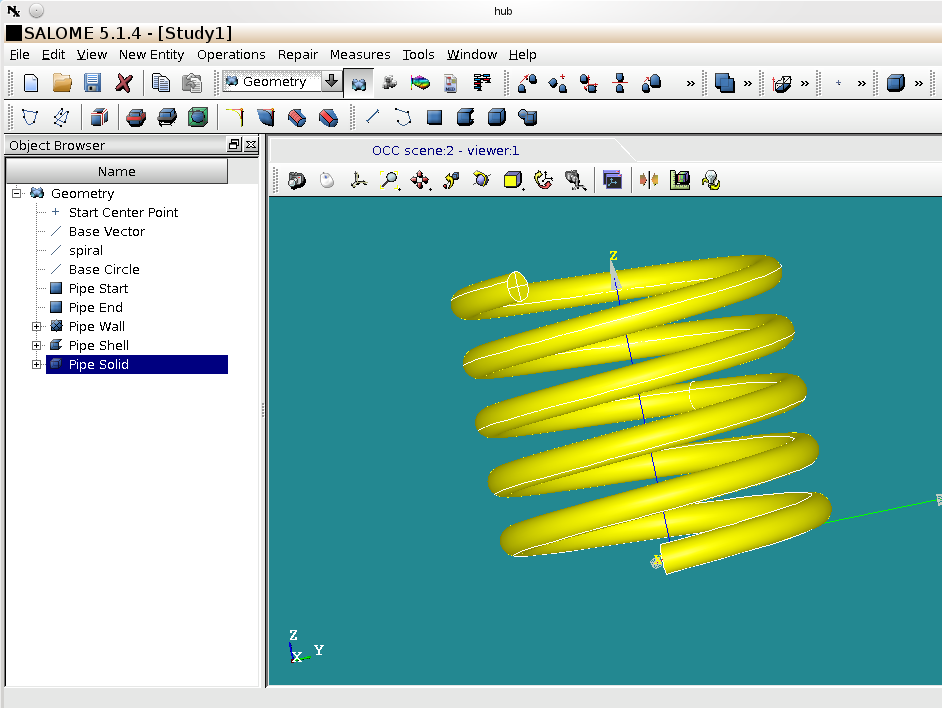 hub
SALOME 5.1.4 - [Study1]
File Edit View New Entity Operations Repair Measures Tools Window Help
Geometry » » » » »
Object Browser
OCC scene:2 - viewer:1
Name
Geometry
Start Center Point
Base Vector
spiral
Base Circle
Pipe Start
Pipe End
Pipe Wall
Pipe Shell
Pipe Solid
Z
Z
Y
X